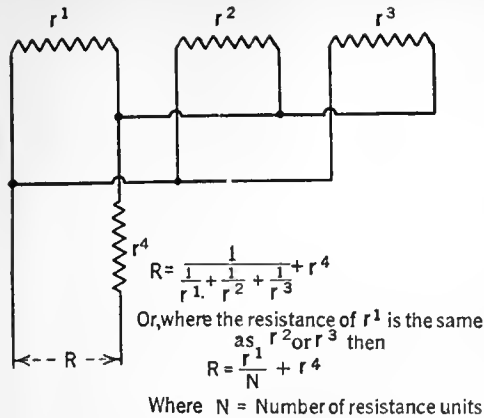 r¹ r² r³
r⁴
R = 1 / (1/r¹. + 1/r² + 1/r³) + r⁴
Or,where the resistance of r¹ is the same
as r² or r³ then
R = r¹/N + r⁴
R
Where N = Number of resistance units